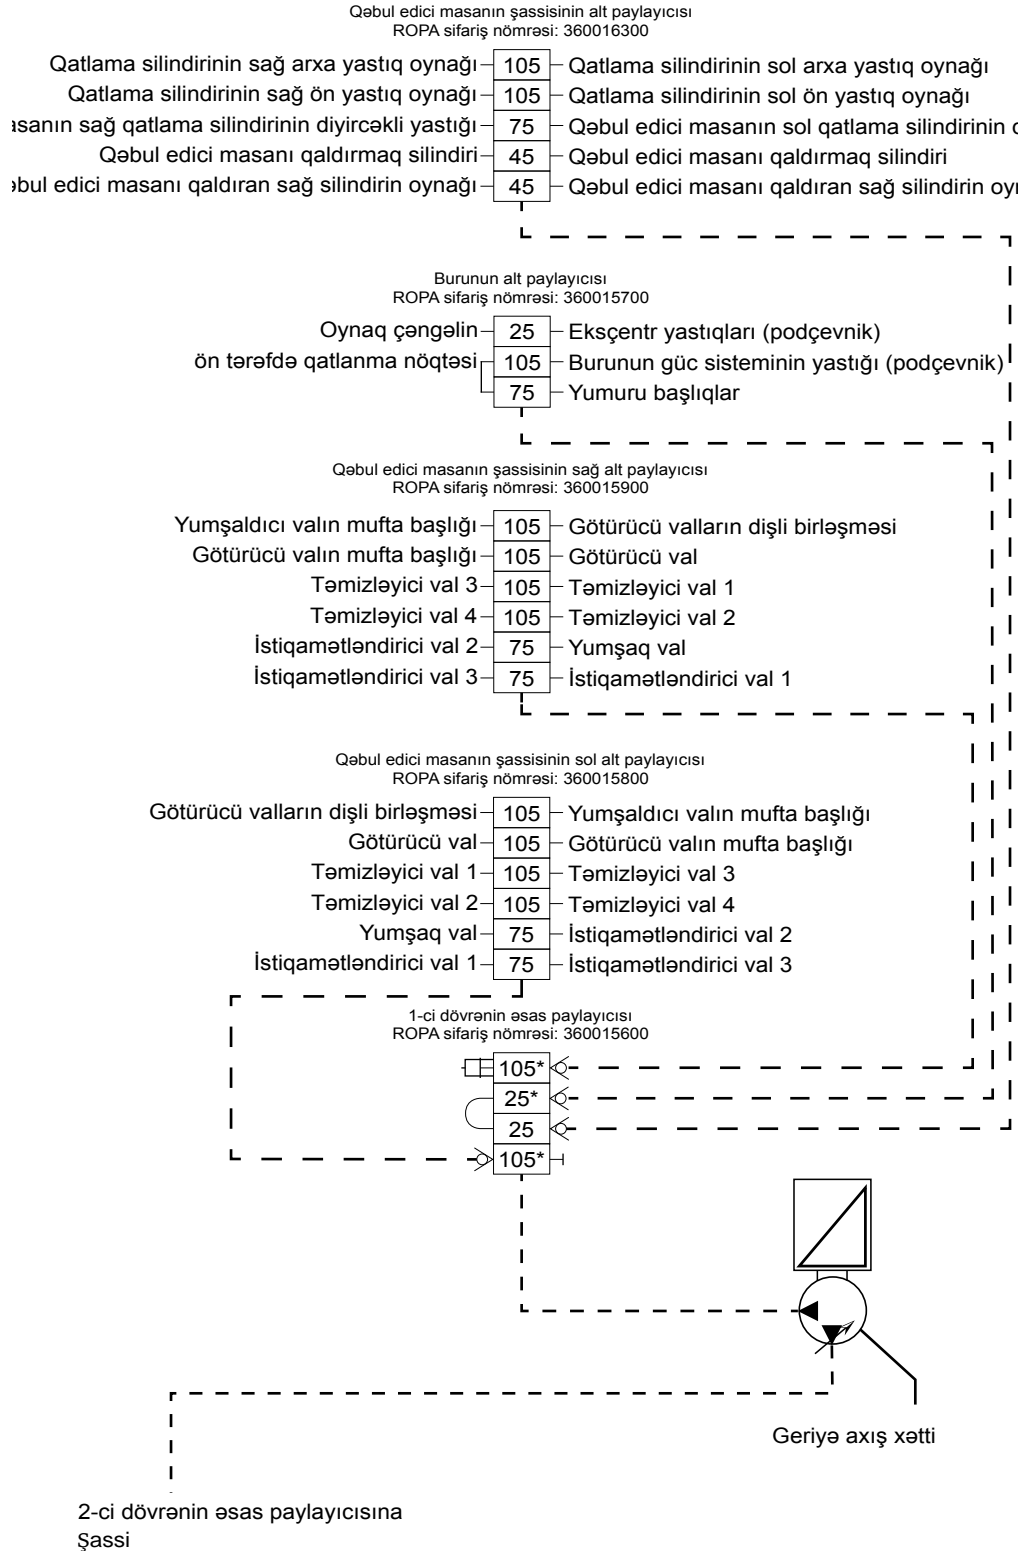 Qəbul edici masanın şassisinin alt paylayıcısı
ROPA sifariş nömrəsi: 360016300
Qatlama silindirinin sağ arxa yastıq oynağı 105 Qatlama silindirinin sol arxa yastıq oynağı
Qatlama silindirinin sağ ön yastıq oynağı 105 Qatlama silindirinin sol ön yastıq oynağı
sağ qatlama silindirinin diyircəkli yastığı 75 Qəbul edici masanın sol qatlama silindirinin
Qəbul edici masanı qaldırmaq silindiri 45 Qəbul edici masanı qaldırmaq silindiri
edici masanı qaldıran sağ silindirin oynağı 45 Qəbul edici masanı qaldıran sağ silindirin
Burunun alt paylayıcısı
ROPA sifariş nömrəsi: 360015700
Oynaq çəngəlin 25 Eksçentr yastıqları (podçevnik)
ön tərəfdə qatlanma nöqtəsi 105 Burunun güc sisteminin yastığı (podçevnik)
75 Yumuru başlıqlar
Qəbul edici masanın şassisinin sağ alt paylayıcısı
ROPA sifariş nömrəsi: 360015900
Yumşaldıcı valın mufta başlığı 105 Götürücü valların dişli birləşməsi
Götürücü valın mufta başlığı 105 Götürücü val
Təmizləyici val 3 105 Təmizləyici val 1
Təmizləyici val 4 105 Təmizləyici val 2
İstiqamətləndirici val 2 75 Yumşaq val
İstiqamətləndirici val 3 75 İstiqamətləndirici val 1
Qəbul edici masanın şassisinin sol alt paylayıcısı
ROPA sifariş nömrəsi: 360015800
Götürücü valların dişli birləşməsi 105 Yumşaldıcı valın mufta başlığı
Götürücü val 105 Götürücü valın mufta başlığı
Təmizləyici val 1 105 Təmizləyici val 3
Təmizləyici val 2 105 Təmizləyici val 4
Yumşaq val 75 İstiqamətləndirici val 2
İstiqamətləndirici val 1 75 İstiqamətləndirici val 3
1-ci dövrənin əsas paylayıcısı
ROPA sifariş nömrəsi: 360015600
105*
25*
25
105*
Geriyə axış xətti
2-ci dövrənin əsas paylayıcısına
Şassi